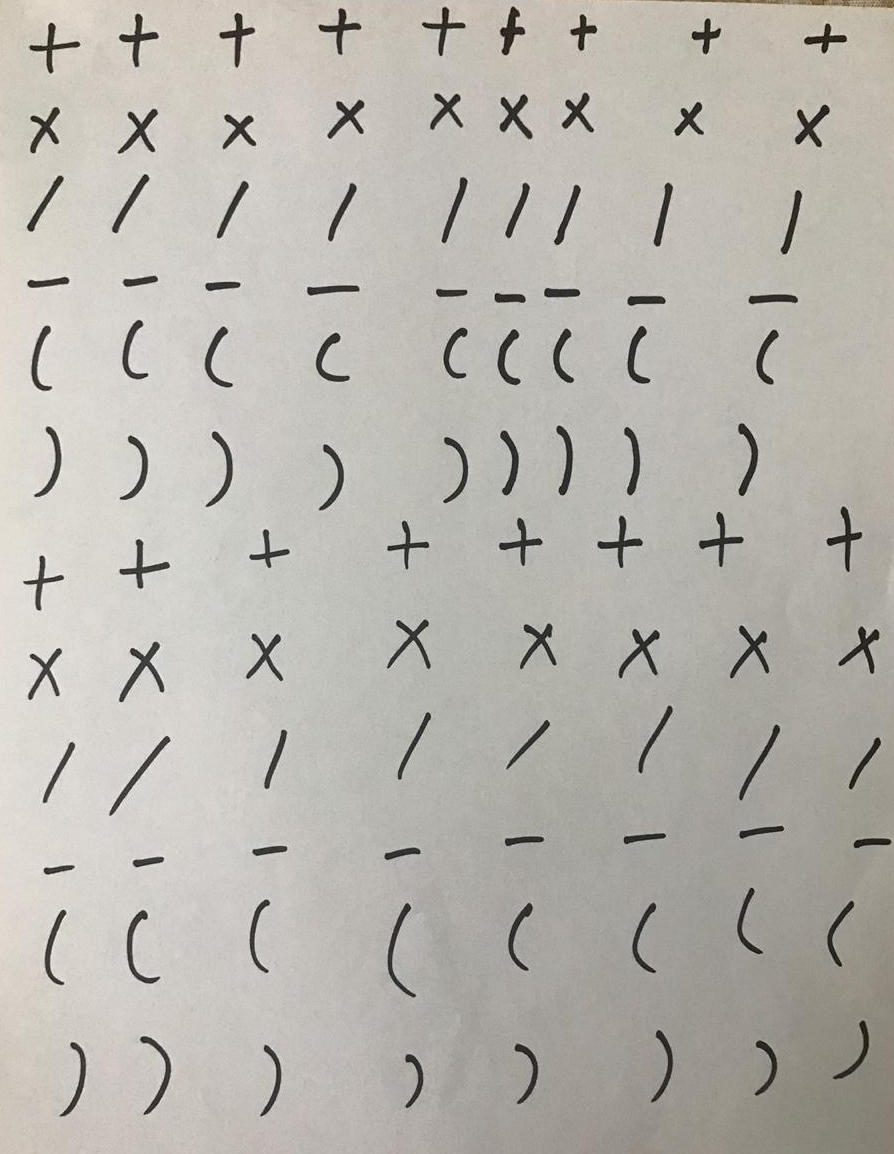 + + + + + + + + +
x x x x x x x x x
/ / / / / / / / /
- - - - - - - - -
( ( ( ( ( ( ( ( (
) ) ) ) ) ) ) ) )
+ + + + + + + +
x x x x x x x x
/ / / / / / / /
- - - - - - - -
( ( ( ( ( ( ( (
) ) ) ) ) ) ) )